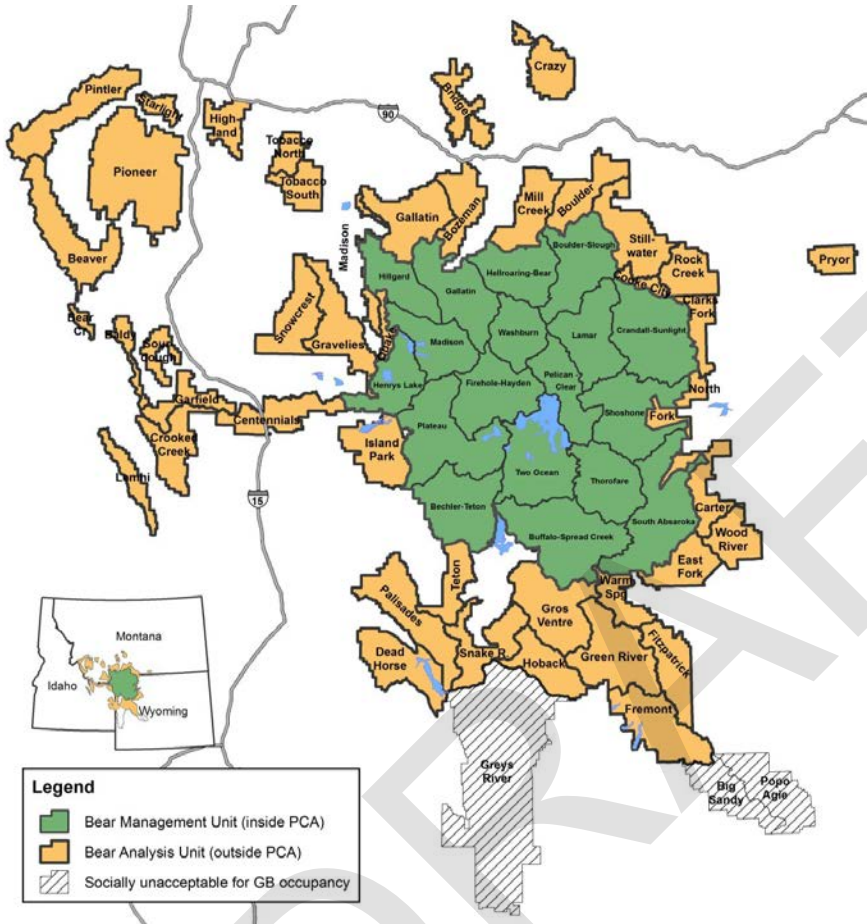 Crazy
Pintler
Starlight
High-
land
Bridger
90
Pioneer
Tobacco
North
Tobacco
South
Beaver
Madison
Gallatin
Bozeman
Mill
Creek
Boulder
Still-
water
Rock
Creek
Cooke City
Clarks
Fork
Pryor
Bear Cr
Baldy
Sour-
dough
Snowcrest
Gravelies
Quake
Hillgard
Gallatin
Hellroaring-Bear
Boulder-Slough
Madison
Washburn
Lamar
Crandall-Sunlight
Henrys Lake
Firehole-Hayden
Pelican
Clear
Shoshone
North
Fork
Garfield
Centennials
Crooked
Creek
Lemhi
Island
Park
Plateau
Two Ocean
Thorofare
Bechler-Teton
Buffalo-Spread Creek
South Absaroka
Carter
Wood
River
East
Fork
Warm
Spg
15
Teton
Palisades
Dead
Horse
Snake R.
Gros
Ventre
Hoback
Green River
Fitzpatrick
Fremont
Greys
River
Big
Sandy
Popo
Agie
Montana
Idaho
Wyoming
Legend
Bear Management Unit (inside PCA)
Bear Analysis Unit (outside PCA)
Socially unacceptable for GB occupancy
DRAFT